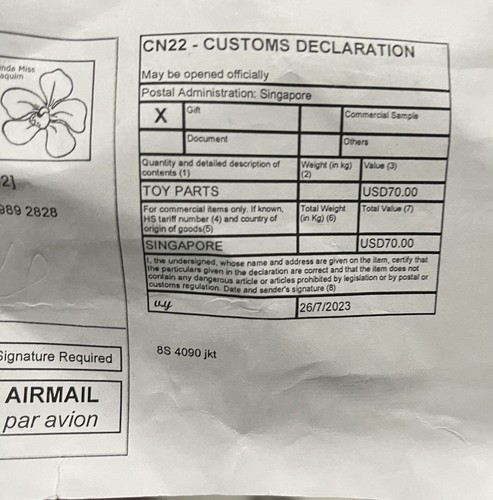 CN22 - CUSTOMS DECLARATION
May be opened officially
Postal Administration: Singapore
X Gift Commercial Sample
Document Others
Quantity and detailed description of contents (1) Weight (in kg) (2) Value (3)
TOY PARTS USD70.00
For commercial items only. If known, HS tariff number (4) and country of origin of goods(5) Total Weight (in Kg) (6) Total Value (7)
SINGAPORE USD70.00
I, the undersigned, whose name and address are given on the item, certify that
the particulars given in the declaration are correct and that the item does not
contain any dangerous article or articles prohibited by legislation or by postal or
customs regulation. Date and sender's signature (8)
26/7/2023
8S 4090 jkt
Miss
2]
989 2828
Signature Required
AIRMAIL
par avion